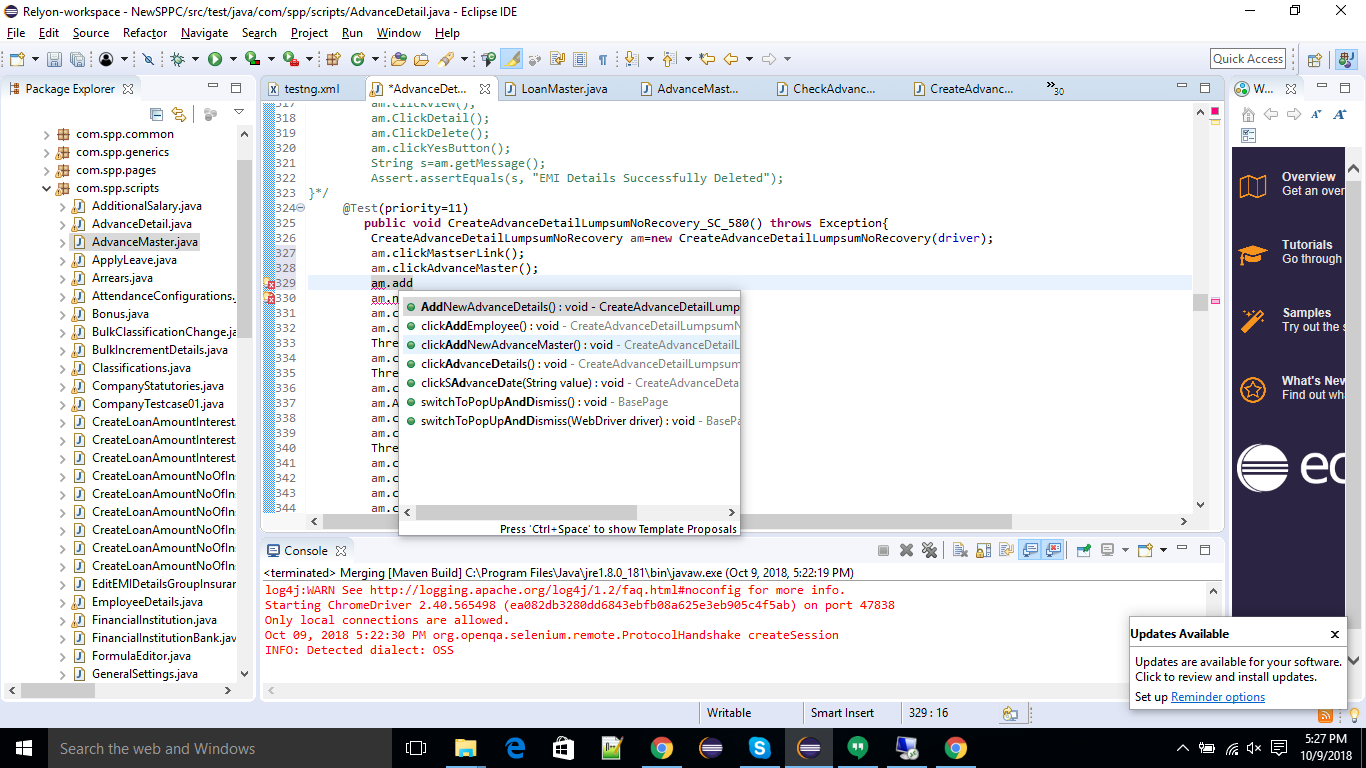 Relyon-workspace - NewSPPC/src/test/java/com/spp/scripts/AdvanceDetail.java - Eclipse IDE
File Edit Source Refactor Navigate Search Project Run Window Help
Quick Access
Package Explorer
com.spp.common
com.spp.generics
com.spp.pages
com.spp.scripts
AdditionalSalary.java
AdvanceDetail.java
AdvanceMaster.java
ApplyLeave.java
Arrears.java
AttendanceConfigurations.
Bonus.java
BulkClassificationChange.ja
BulkIncrementDetails.java
Classifications.java
CompanyStatutories.java
CompanyTestcase01.java
CreateLoanAmountInterest.
CreateLoanAmountInterest.
CreateLoanAmountInterest.
CreateLoanAmountNoOfIn
CreateLoanAmountNoOfIn
CreateLoanAmountNoOfIn
CreateLoanAmountNoOfIn
CreateLoanAmountNoOfIn
CreateLoanAmountNoOfIn
EditEMIDetailsGroupInsurar
EmployeeDetails.java
FinancialInstitution.java
FinancialInstitutionBank.jav
FormulaEditor.java
GeneralSettings.java
testng.xml *AdvanceDet... LoanMaster.java AdvanceMast... CheckAdvanc... CreateAdvanc... 30
317 am.ClickView();
318 am.ClickDetail();
319 am.ClickDelete();
320 am.clickYesButton();
321 String s=am.getMessage();
322 Assert.assertEquals(s, "EMI Details Successfully Deleted");
323 }*/
324 @Test(priority=11)
325 public void CreateAdvanceDetailLumpsumNoRecovery_SC_580() throws Exception{
326 CreateAdvanceDetailLumpsumNoRecovery am=new CreateAdvanceDetailLumpsumNoRecovery(driver);
327 am.clickMastserLink();
328 am.clickAdvanceMaster();
329 am.add
330 am.n
331 am.c
332 am.c
333 Thre
334 am.c
335 Thre
336 am.c
337 am.A
338 am.c
339 am.c
340 Thre
341 am.c
342 am.c
343 am.c
344 am.c
AddNewAdvanceDetails() : void - CreateAdvanceDetailLump
clickAddEmployee() : void - CreateAdvanceDetailLumpsumN
clickAddNewAdvanceMaster() : void - CreateAdvanceDetailL
clickAdvanceDetails() : void - CreateAdvanceDetailLumpsum
clickSAdvanceDate(String value) : void - CreateAdvanceDeta
switchToPopUpAndDismiss() : void - BasePage
switchToPopUpAndDismiss(WebDriver driver) : void - BaseP
Press 'Ctrl+Space' to show Template Proposals
W...
Overview
Get an over
Tutorials
Go through
Samples
Try out the s
What's New
Find out wha
ec
Console
<terminated> Merging [Maven Build] C:\Program Files\Java\jre1.8.0_181\bin\javaw.exe (Oct 9, 2018, 5:22:19 PM)
log4j:WARN See http://logging.apache.org/log4j/1.2/faq.html#noconfig for more info.
Starting ChromeDriver 2.40.565498 (ea082db3280dd6843ebfb08a625e3eb905c4f5ab) on port 47838
Only local connections are allowed.
Oct 09, 2018 5:22:30 PM org.openqa.selenium.remote.ProtocolHandshake createSession
INFO: Detected dialect: OSS
Updates Available
Updates are available for your software.
Click to review and install updates.
Set up Reminder options
Writable Smart Insert 329 : 16
Search the web and Windows
5:27 PM
10/9/2018